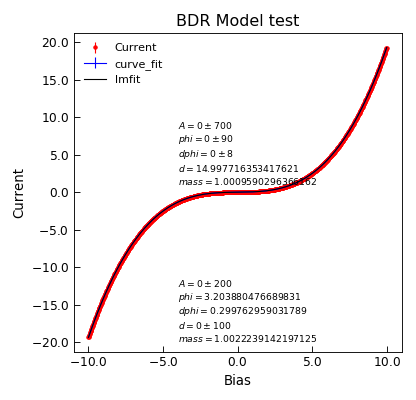 BDR Model test
20.0
15.0
10.0
5.0
0.0
−5.0
−10.0
−15.0
−20.0
Current
Current
curve_fit
lmfit
A = 0 ± 700
phi = 0 ± 90
dphi = 0 ± 8
d = 14.997716353417621
mass = 1.0009590296366162
A = 0 ± 200
phi = 3.203880476689831
dphi = 0.299762959031789
d = 0 ± 100
mass = 1.0022239142197125
−10.0 −5.0 0.0 5.0 10.0
Bias